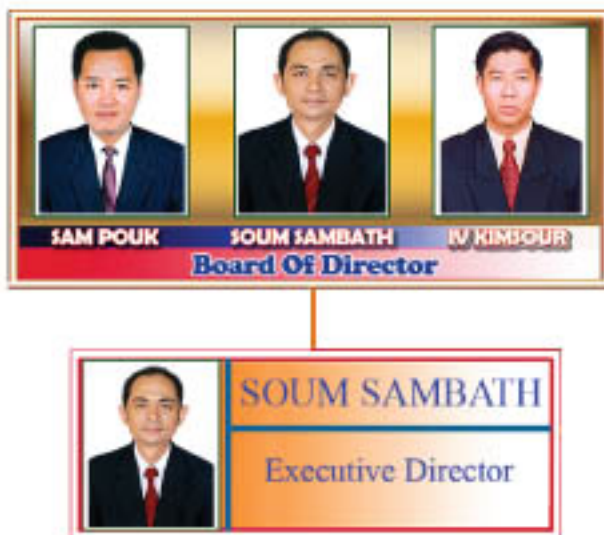 SAM POUK SOUM SAMBATH IV KIMSOUR
Board Of Director
SOUM SAMBATH
Executive Director